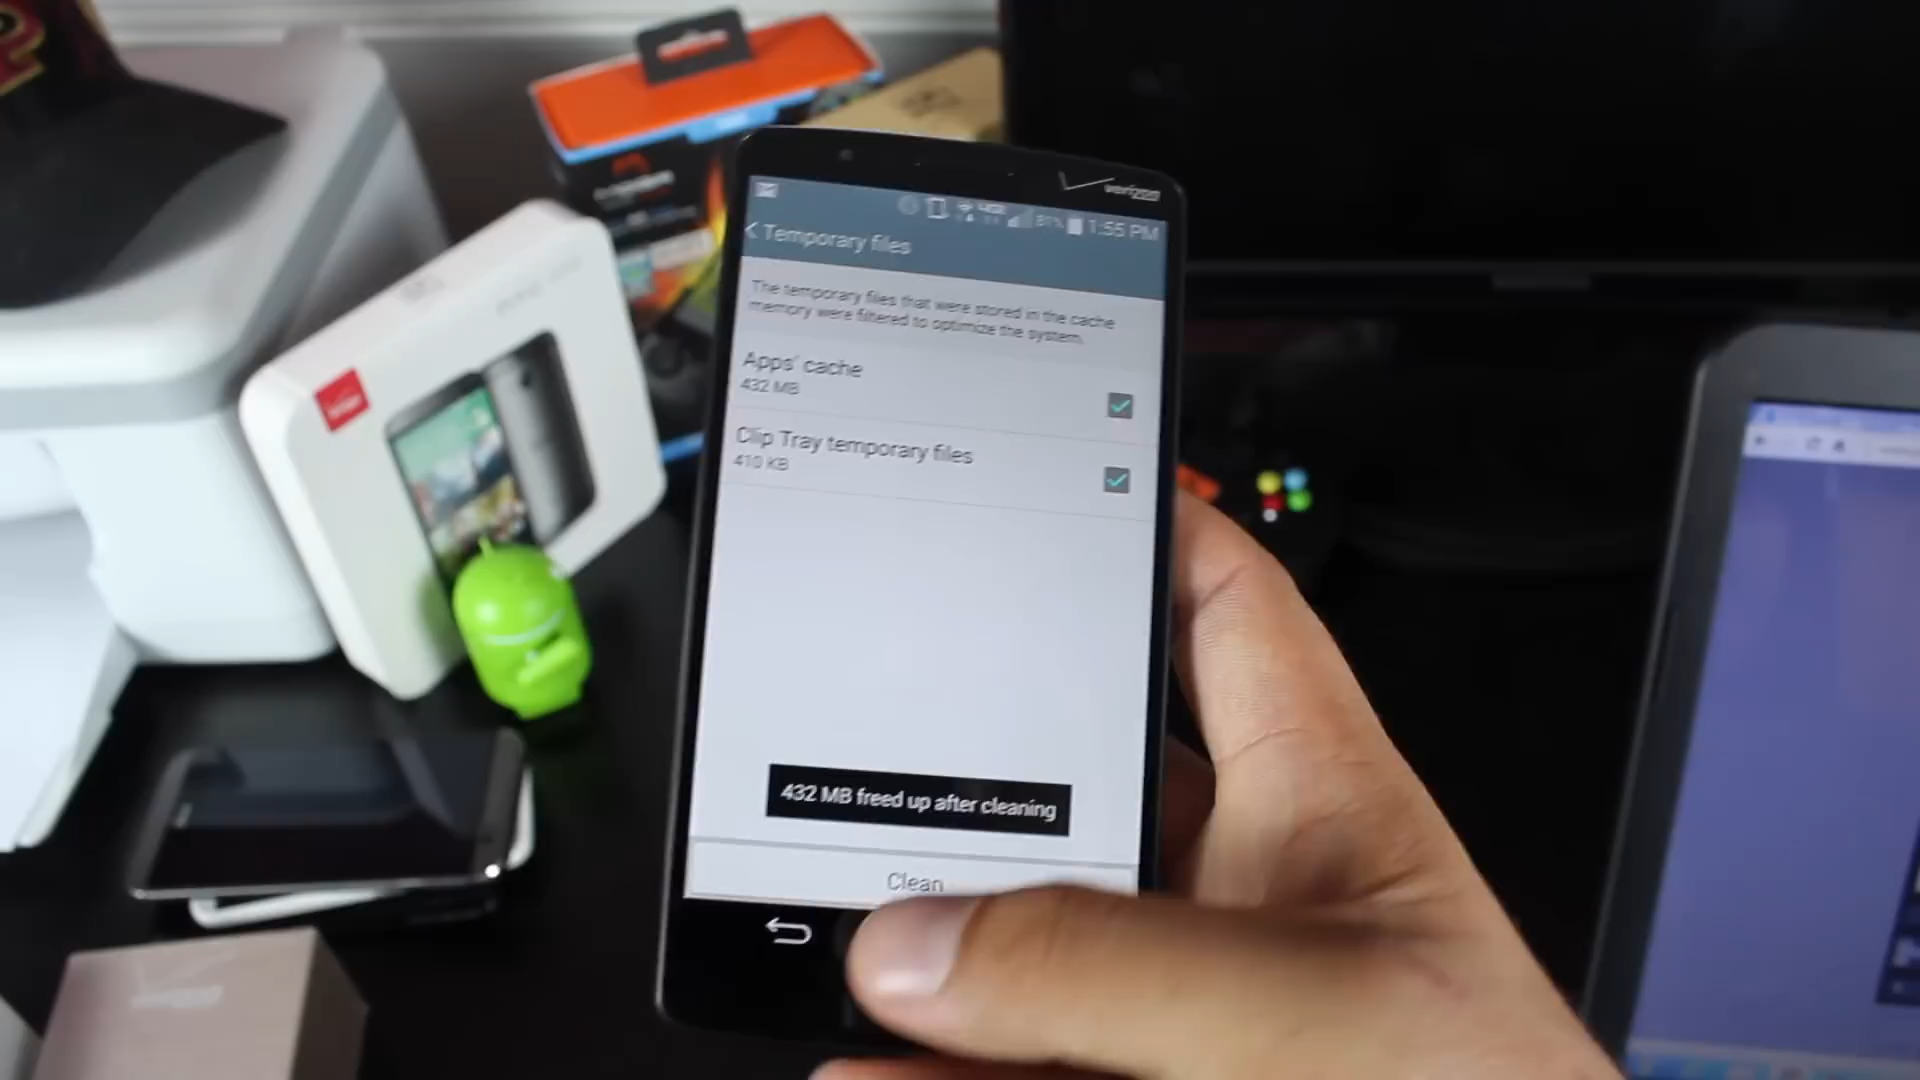 verizon
81% 1:55 PM
Temporary files
The temporary files that were stored in the cache
memory were filtered to optimize the system.
Apps' cache
432 MB
Clip Tray temporary files
410 KB
432 MB freed up after cleaning
Clean